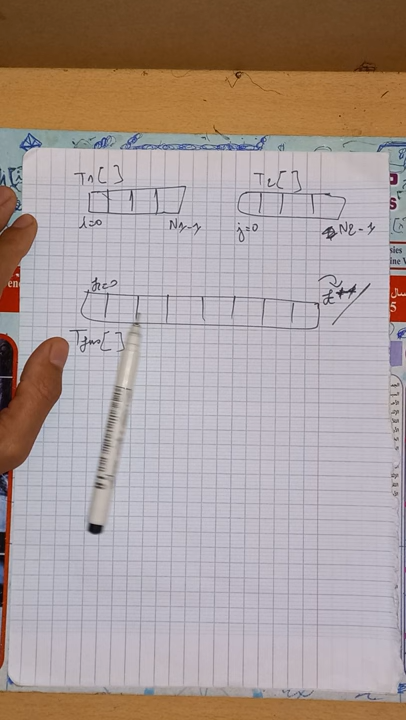 T1[ ]
T2[ ]
i=0 N1-1
j=0 N2-1
k=0
Tfus[ ]